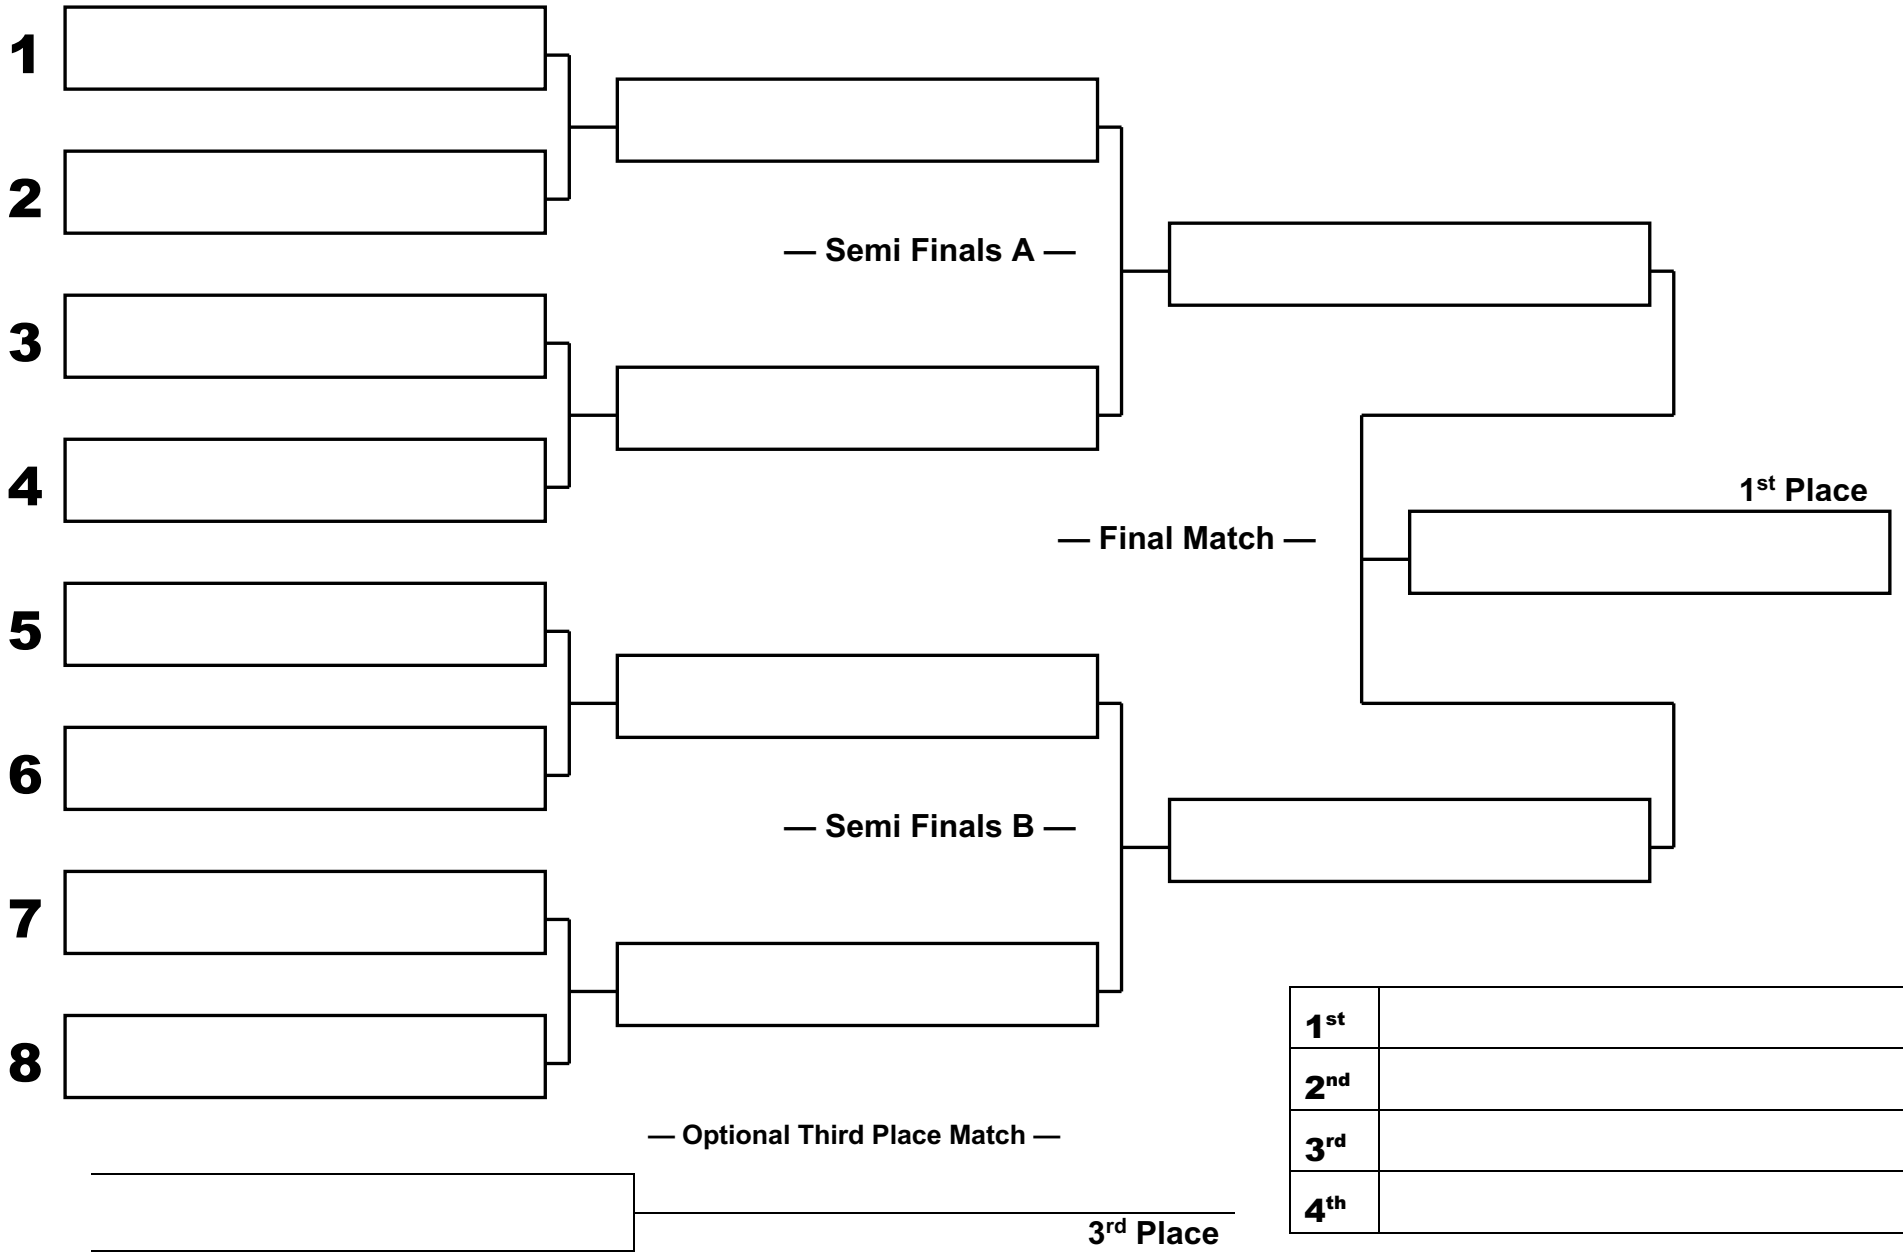 1
2
— Semi Finals A —
3
4
1st Place
— Final Match —
5
6
— Semi Finals B —
7
8
1st
2nd
3rd
4th
— Optional Third Place Match —
3rd Place